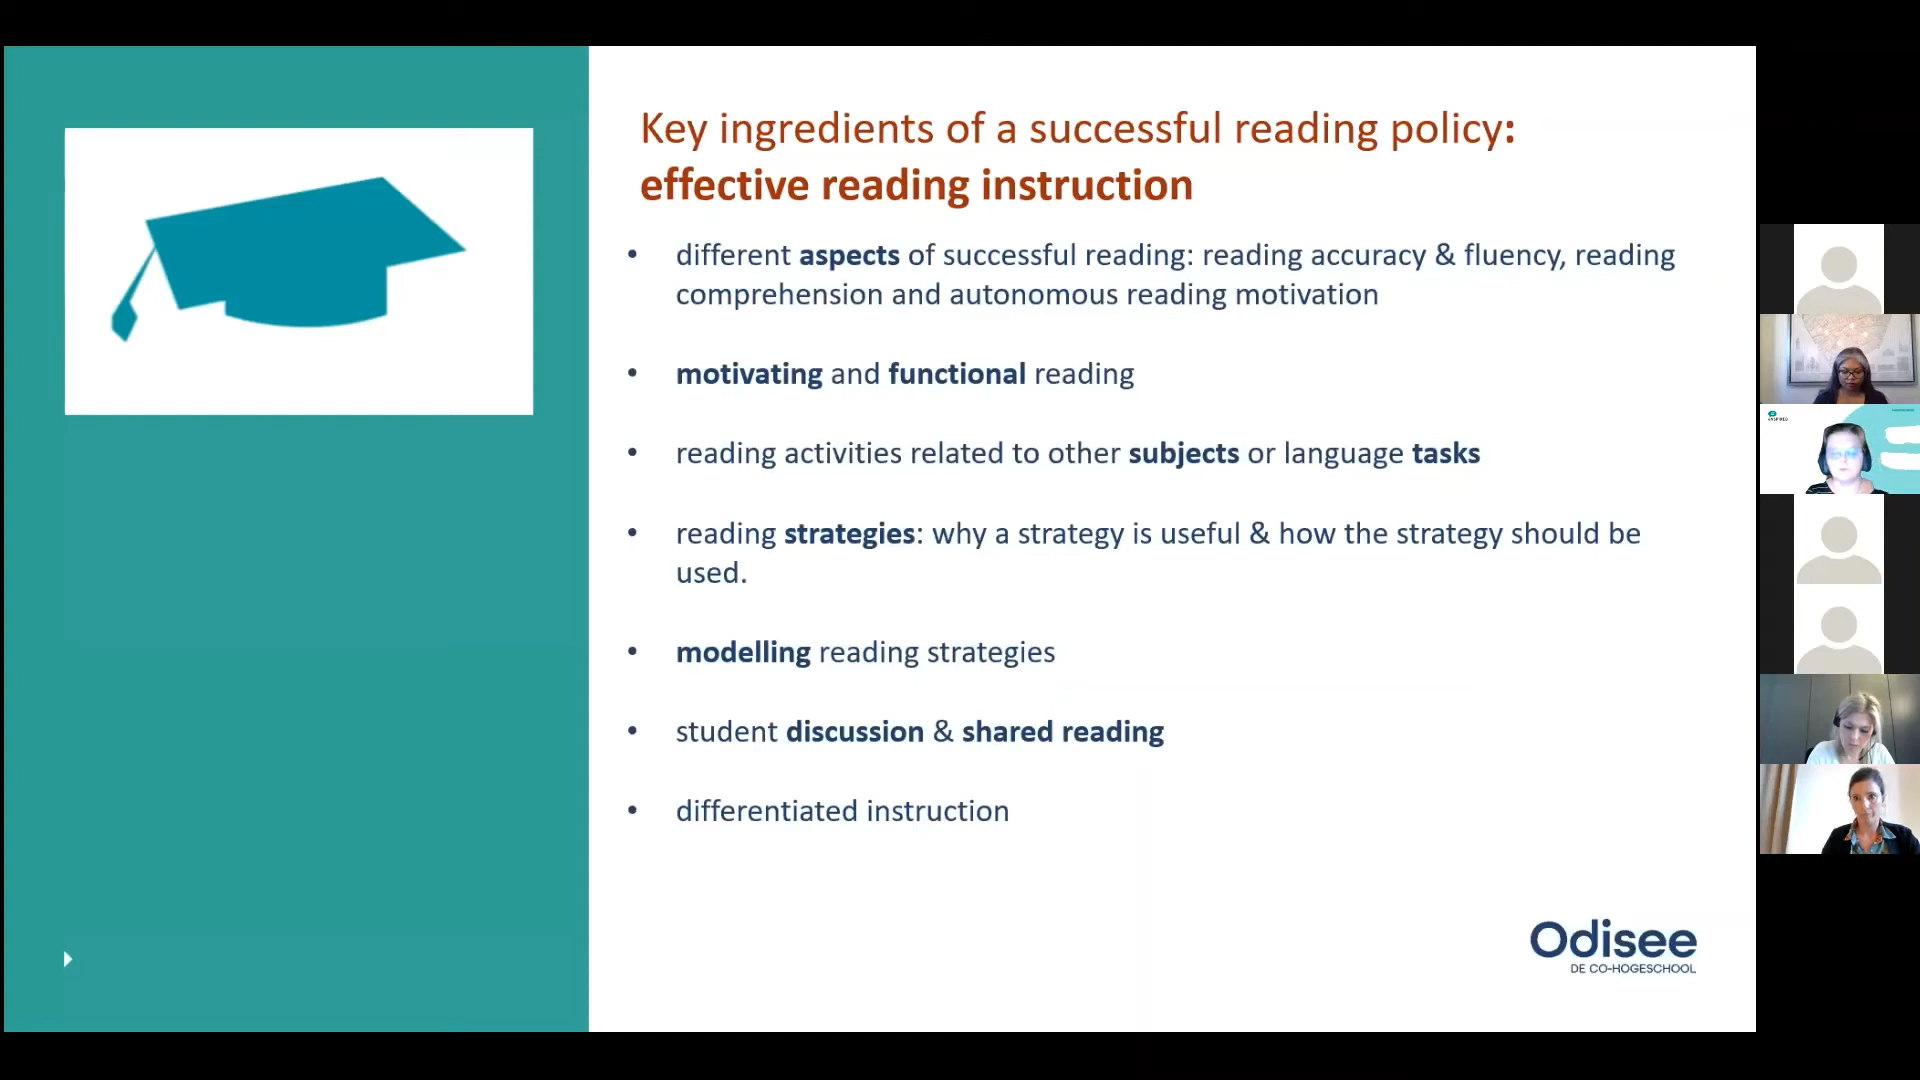 Key ingredients of a successful reading policy:
effective reading instruction
• different aspects of successful reading: reading accuracy & fluency, reading
comprehension and autonomous reading motivation
• motivating and functional reading
• reading activities related to other subjects or language tasks
• reading strategies: why a strategy is useful & how the strategy should be
used.
• modelling reading strategies
• student discussion & shared reading
• differentiated instruction
Odisee
DE CO-HOGESCHOOL